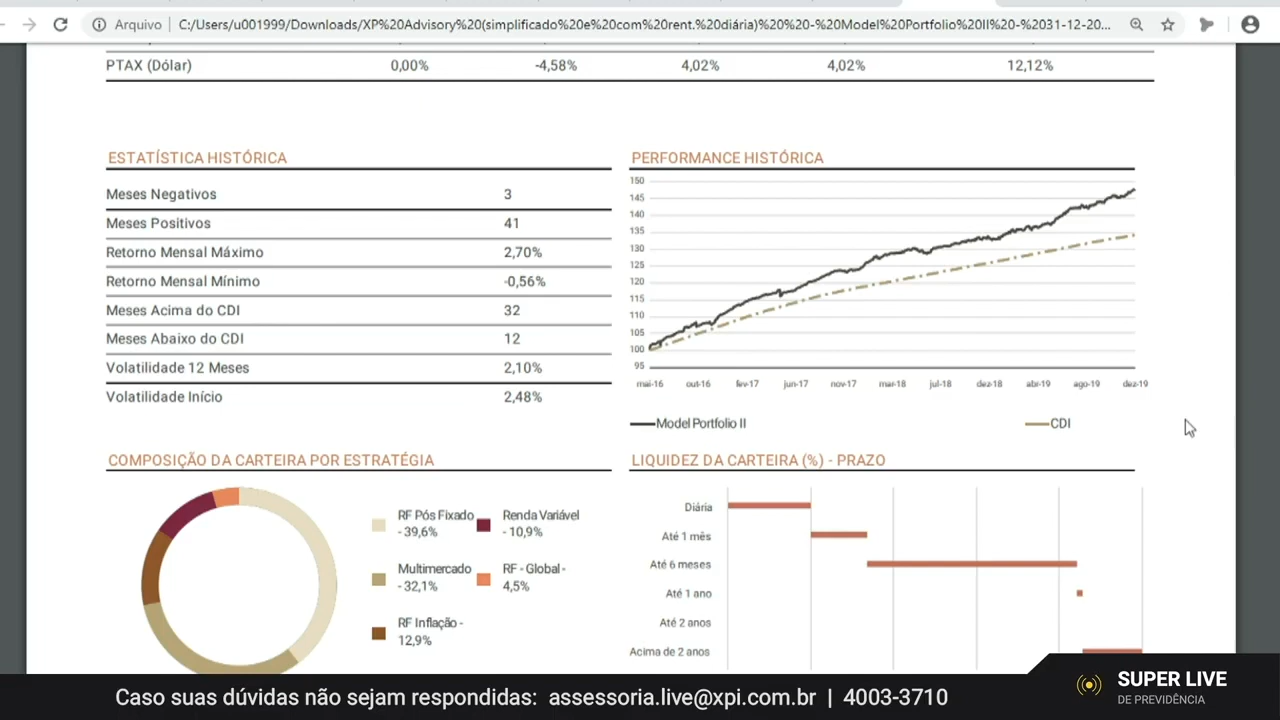 Arquivo | C:/Users/u001999/Downloads/XP%20Advisory%20(simplificado%20e%20com%20rent.%20diária)%20%20-%20Model%20Portfolio%20II%20-%2031-12-20...
PTAX (Dólar) 0,00% -4,58% 4,02% 4,02% 12,12%
ESTATÍSTICA HISTÓRICA
Meses Negativos 3
Meses Positivos 41
Retorno Mensal Máximo 2,70%
Retorno Mensal Mínimo -0,56%
Meses Acima do CDI 32
Meses Abaixo do CDI 12
Volatilidade 12 Meses 2,10%
Volatilidade Início 2,48%
PERFORMANCE HISTÓRICA
150
145
140
135
130
125
120
115
110
105
100
95
mai-16 out-16 fev-17 jun-17 nov-17 mar-18 jul-18 dez-18 abr-19 ago-19 dez-19
Model Portfolio II CDI
COMPOSIÇÃO DA CARTEIRA POR ESTRATÉGIA
RF Pós Fixado
- 39,6%
Renda Variável
- 10,9%
Multimercado
- 32,1%
RF - Global -
4,5%
RF Inflação -
12,9%
LIQUIDEZ DA CARTEIRA (%) - PRAZO
Diária
Até 1 mês
Até 6 meses
Até 1 ano
Até 2 anos
Acima de 2 anos
Caso suas dúvidas não sejam respondidas: assessoria.live@xpi.com.br | 4003-3710
SUPER LIVE
DE PREVIDÊNCIA